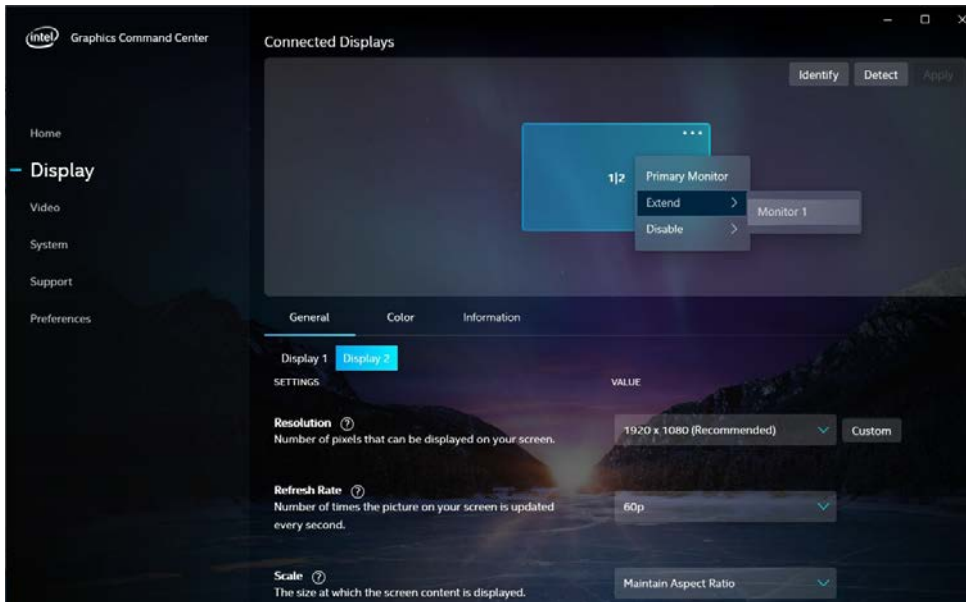 intel Graphics Command Center
Connected Displays
Identify Detect Apply
Home
Display
Video
System
Support
Preferences
1|2
Primary Monitor
Extend
Monitor 1
Disable
General Color Information
Display 1 Display 2
SETTINGS VALUE
Resolution ?
Number of pixels that can be displayed on your screen.
1920 x 1080 (Recommended) Custom
Refresh Rate ?
Number of times the picture on your screen is updated
every second.
60p
Scale ?
The size at which the screen content is displayed.
Maintain Aspect Ratio